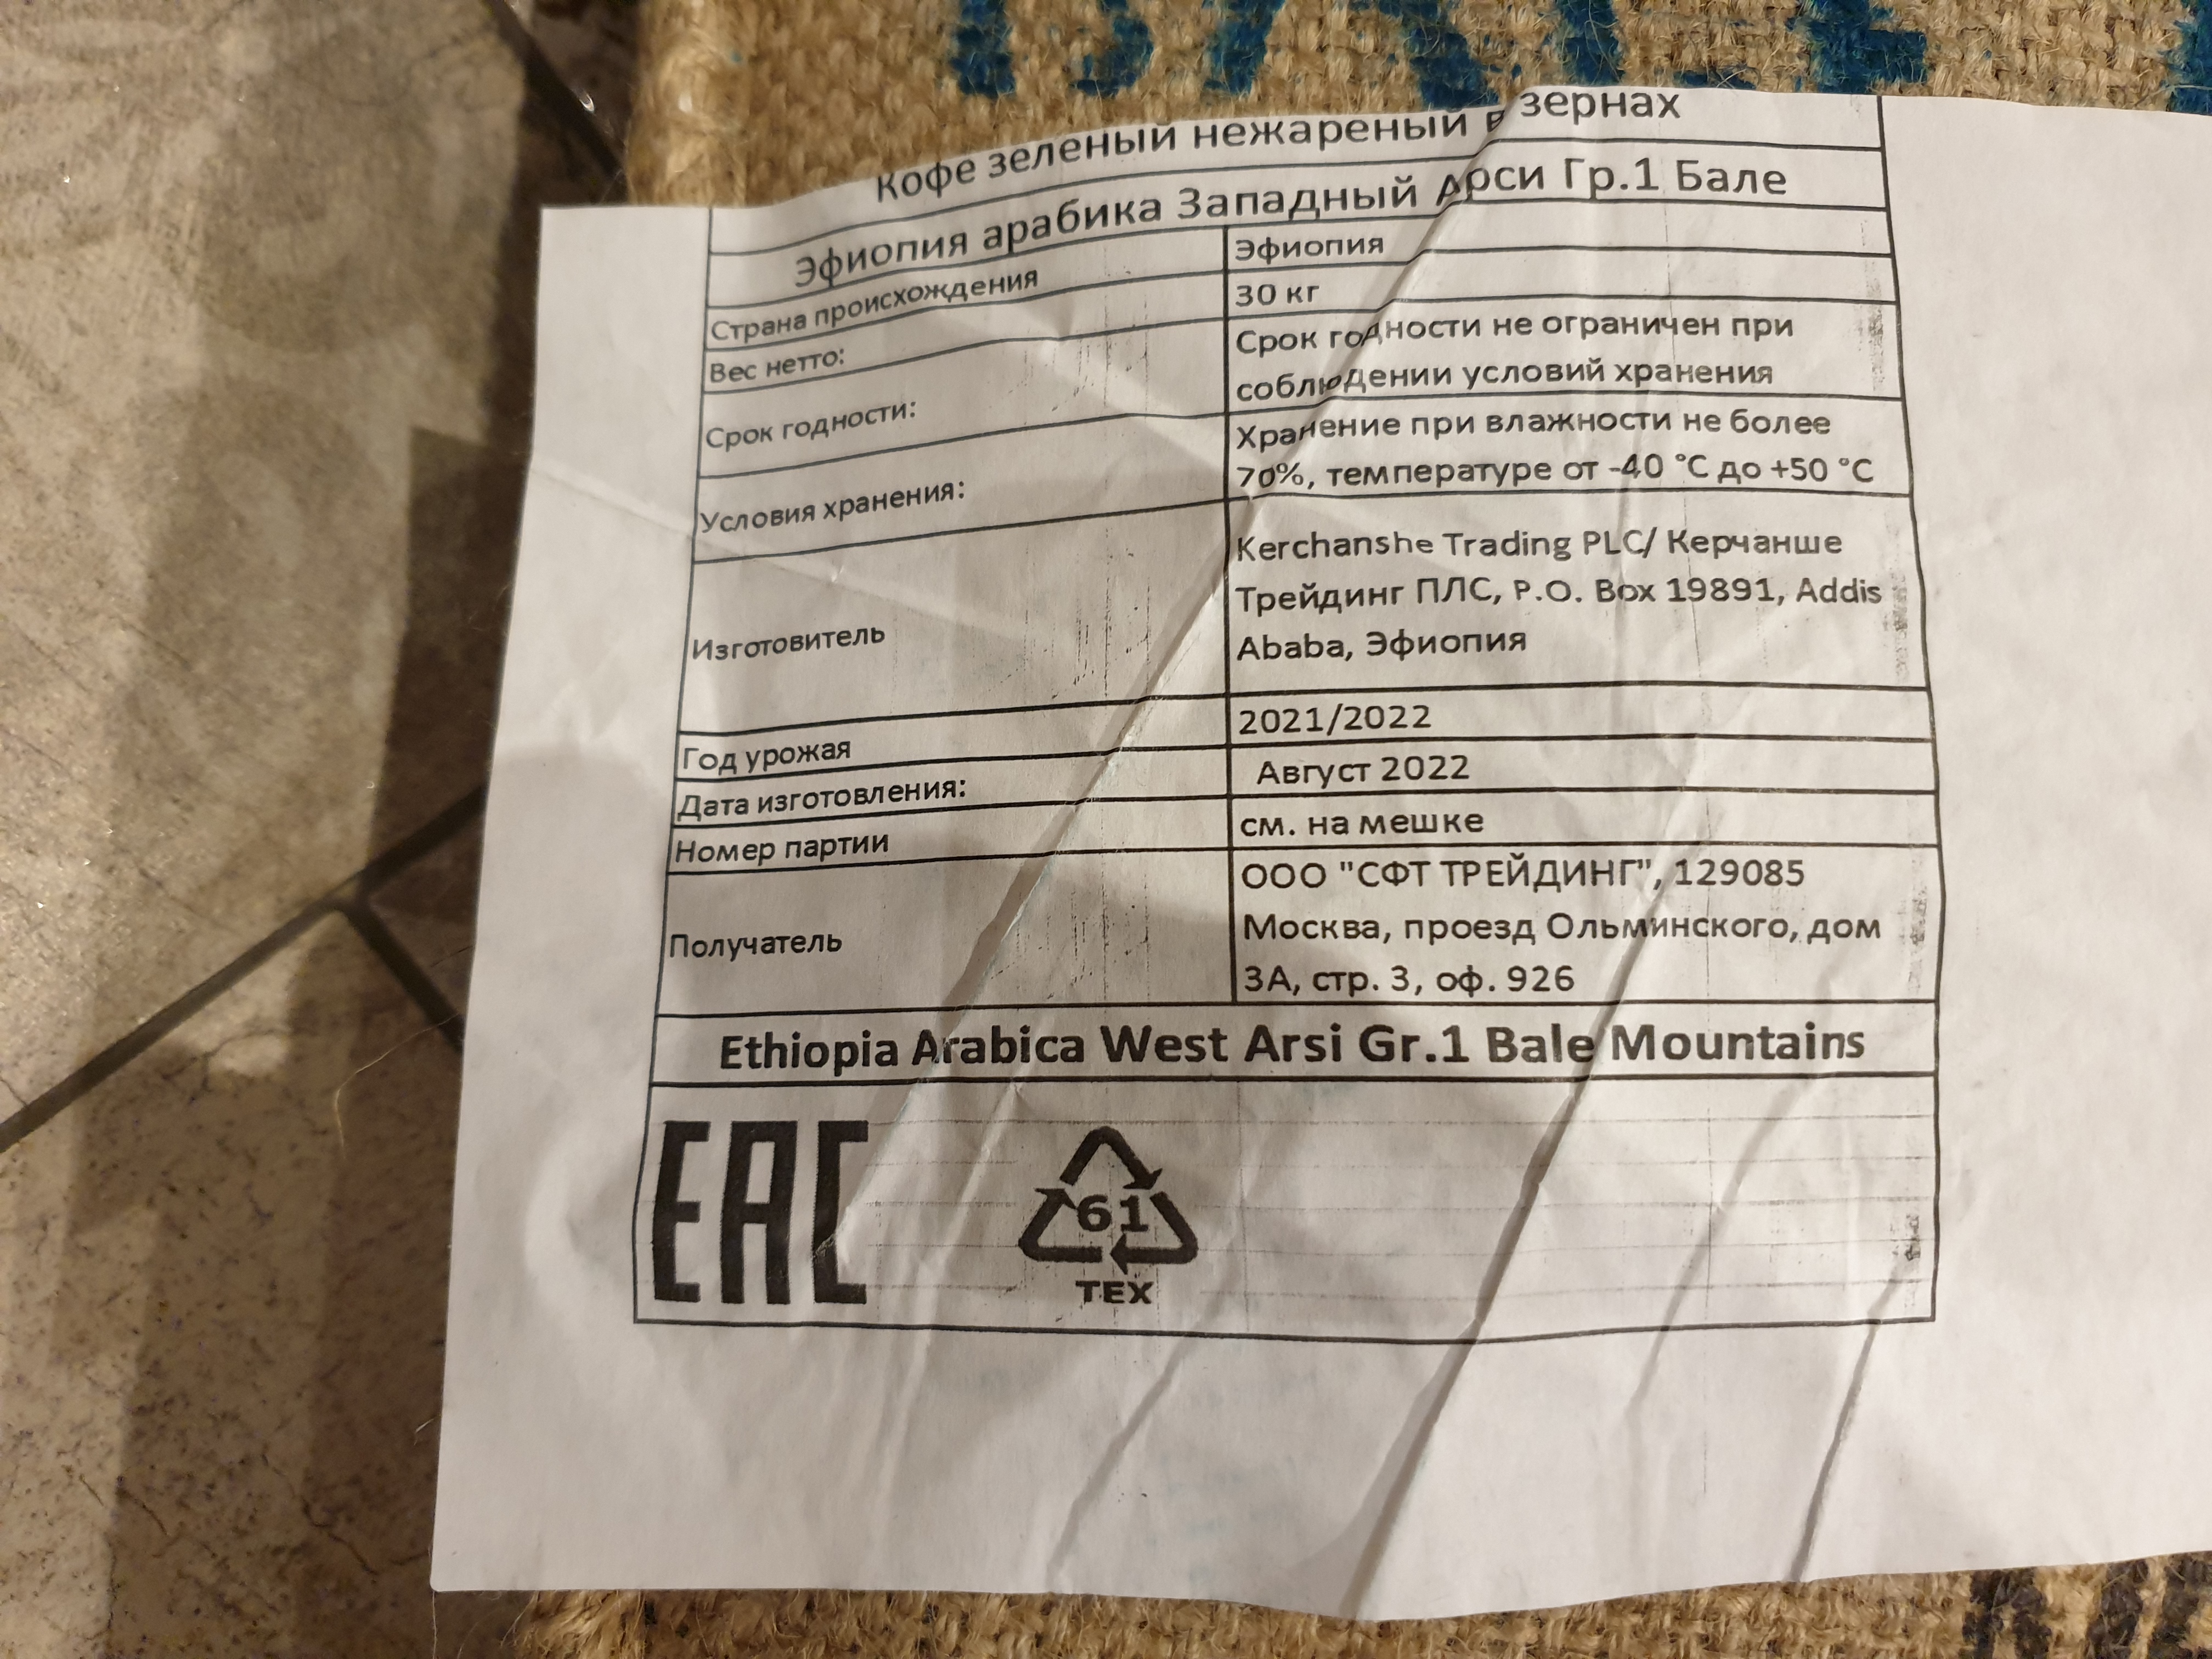 Кофе зеленый нежареный в зернах
Эфиопия арабика Западный Арси Гр.1 Бале
Страна происхождения Эфиопия
Вес нетто: 30 кг
Срок годности: Срок годности не ограничен при
соблюдении условий хранения
Условия хранения: Хранение при влажности не более
70%, температуре от -40 °C до +50 °C
Изготовитель Kerchanshe Trading PLC/ Керчанше
Трейдинг ПЛС, P.O. Box 19891, Addis
Ababa, Эфиопия
Год урожая 2021/2022
Дата изготовления: Август 2022
Номер партии см. на мешке
Получатель ООО "СФТ ТРЕЙДИНГ", 129085
Москва, проезд Ольминского, дом
3А, стр. 3, оф. 926
Ethiopia Arabica West Arsi Gr.1 Bale Mountains
EAC
61
TEX